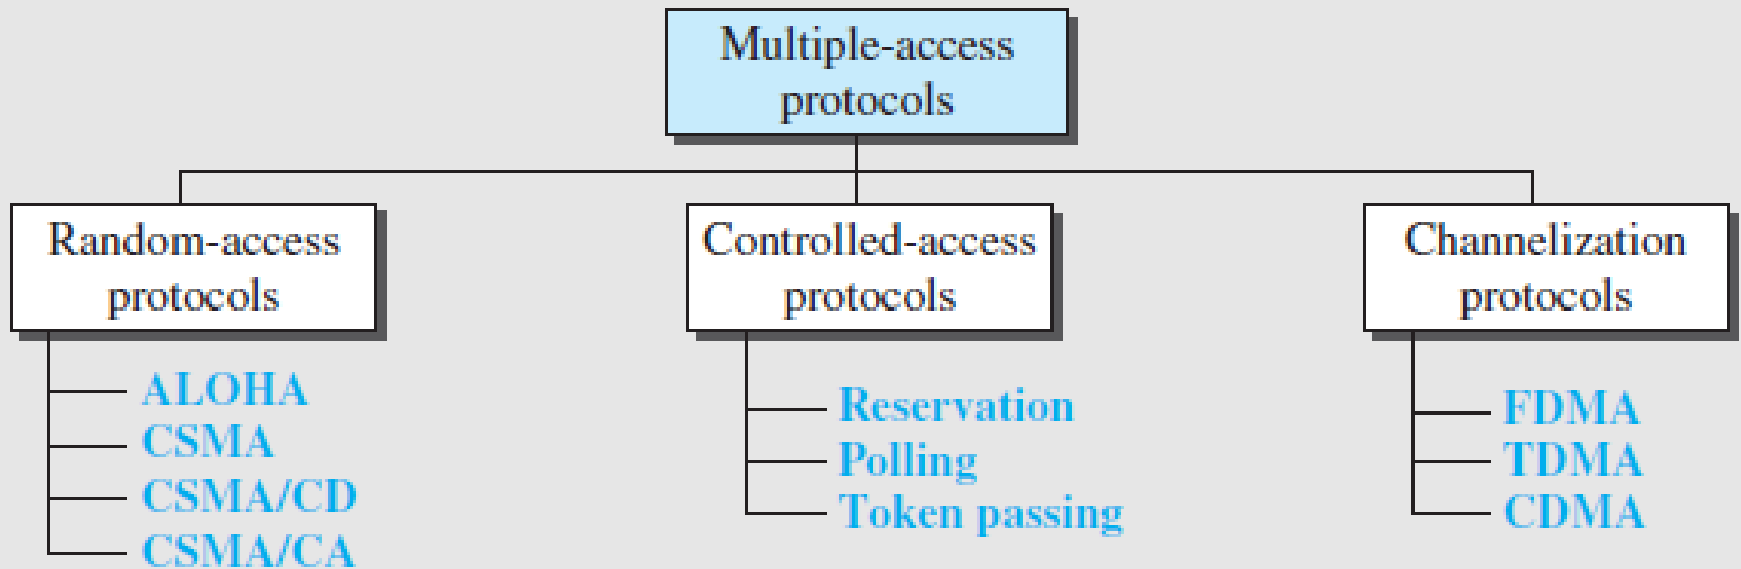 Multiple-access
protocols
Random-access
protocols
ALOHA
CSMA
CSMA/CD
CSMA/CA
Controlled-access
protocols
Reservation
Polling
Token passing
Channelization
protocols
FDMA
TDMA
CDMA